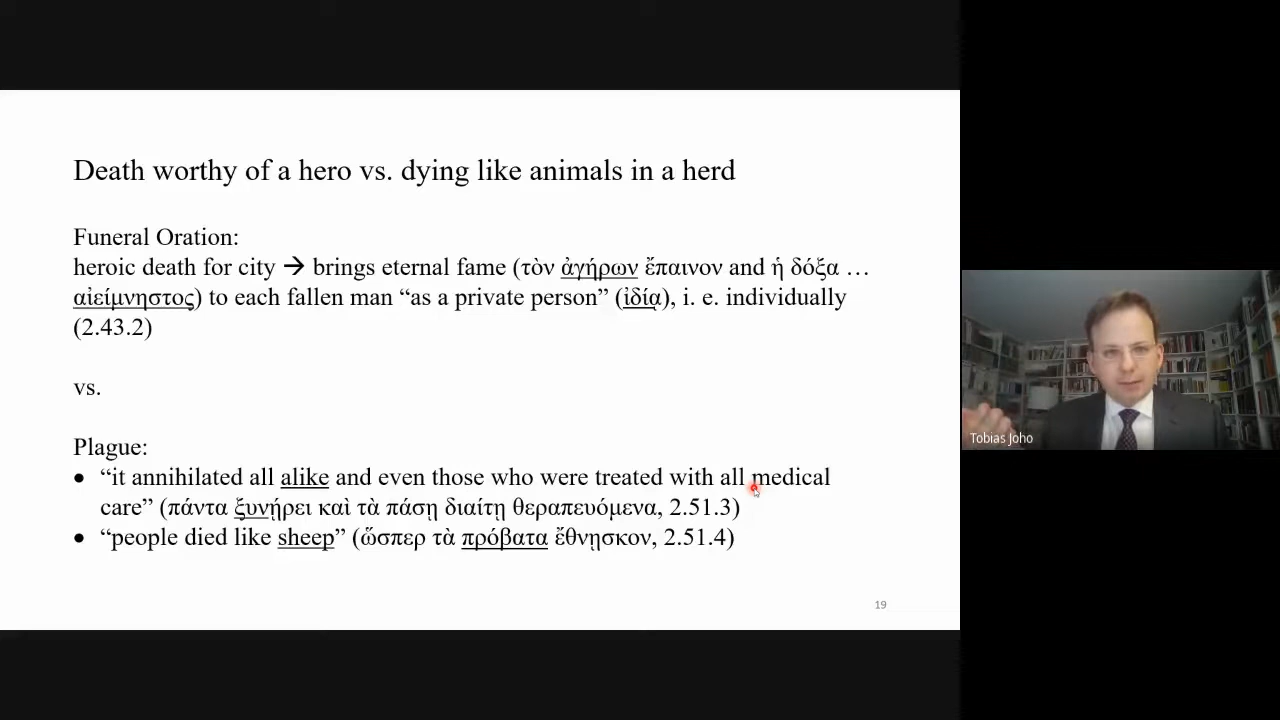 Death worthy of a hero vs. dying like animals in a herd
Funeral Oration:
heroic death for city → brings eternal fame (τὸν ἀγήρων ἔπαινον and ἡ δόξα …
αἰείμνηστος) to each fallen man “as a private person” (ἰδίᾳ), i. e. individually
(2.43.2)
vs.
Plague:
• “it annihilated all alike and even those who were treated with all medical
care” (πάντα ξυνῄρει καὶ τὰ πάσῃ διαίτῃ θεραπευόμενα, 2.51.3)
• “people died like sheep” (ὥσπερ τὰ πρόβατα ἔθνῃσκον, 2.51.4)
19
Tobias Joho